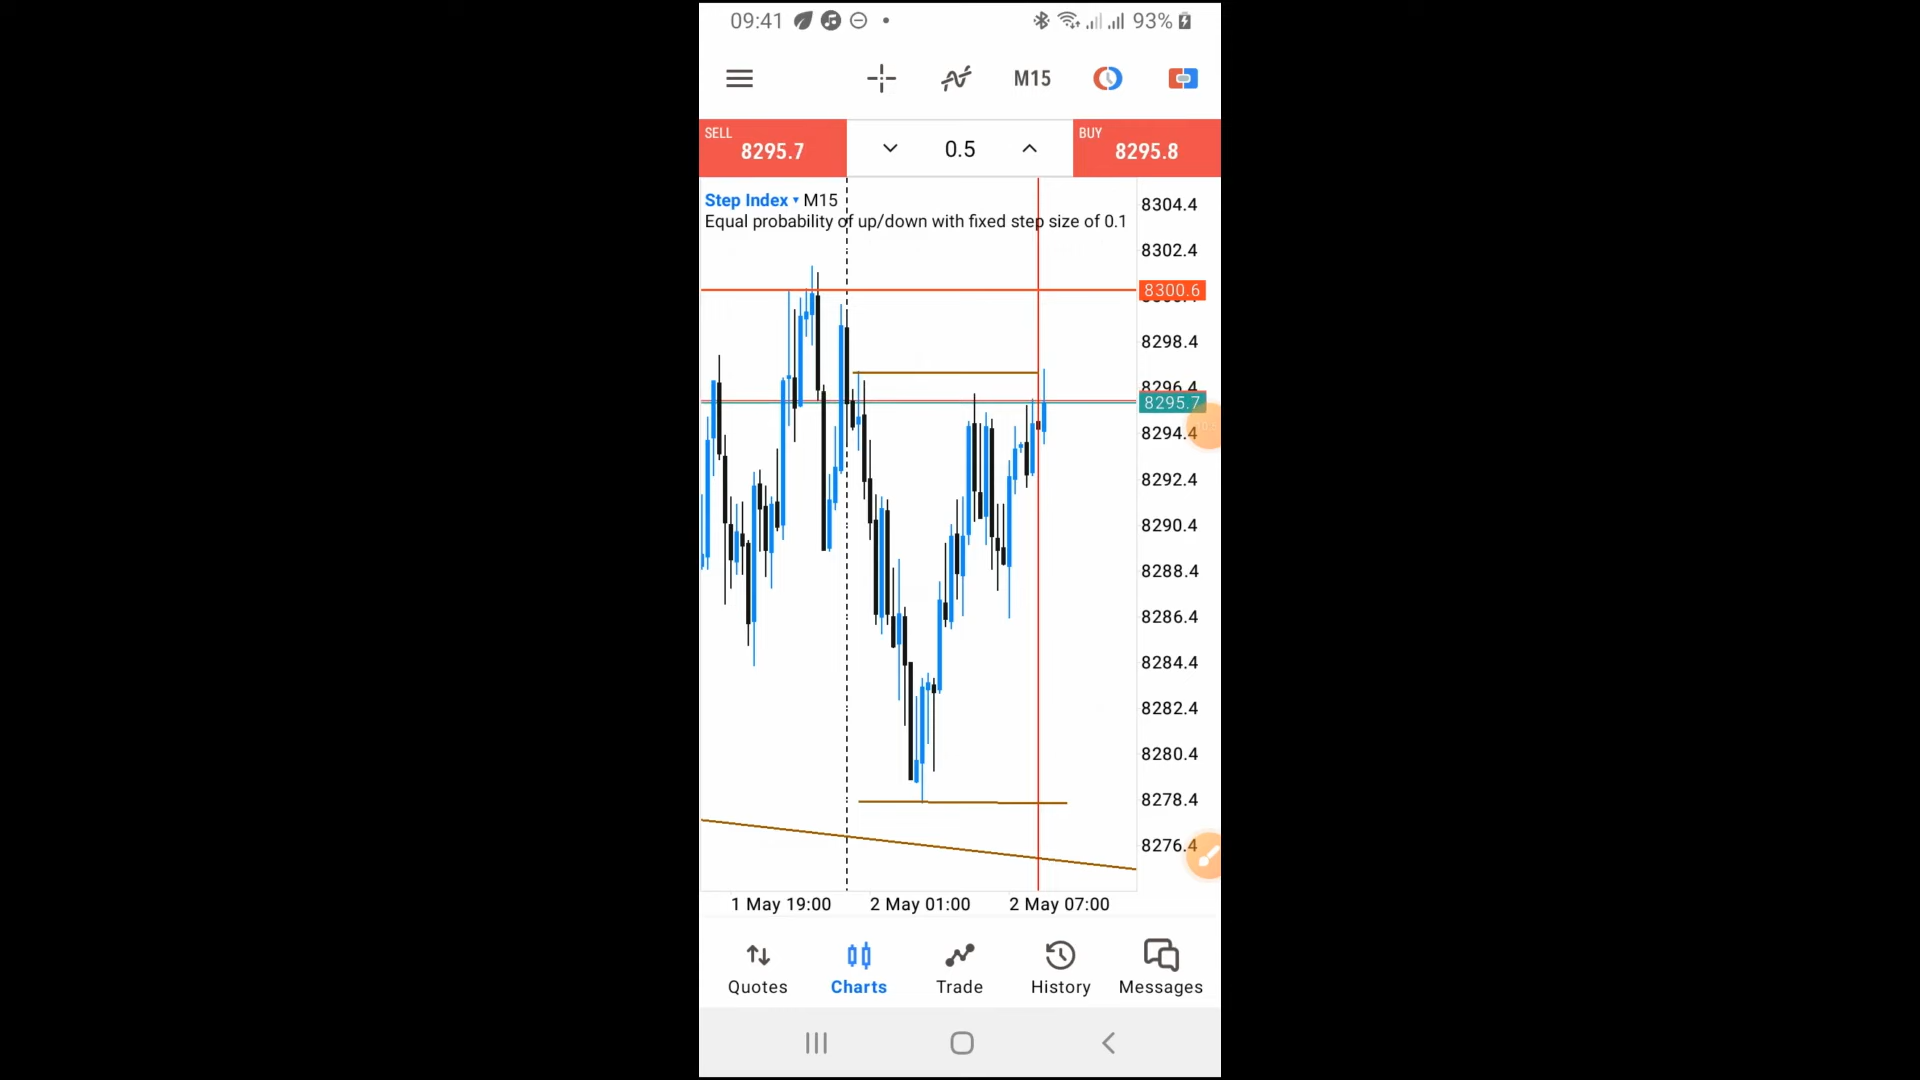 09:41 93%
M15
SELL
8295.7
0.5
BUY
8295.8
Step Index M15
Equal probability of up/down with fixed step size of 0.1
8304.4
8302.4
8300.6
8298.4
8296.4
8295.7
8294.4
8292.4
8290.4
8288.4
8286.4
8284.4
8282.4
8280.4
8278.4
8276.4
1 May 19:00 2 May 01:00 2 May 07:00
Quotes Charts Trade History Messages